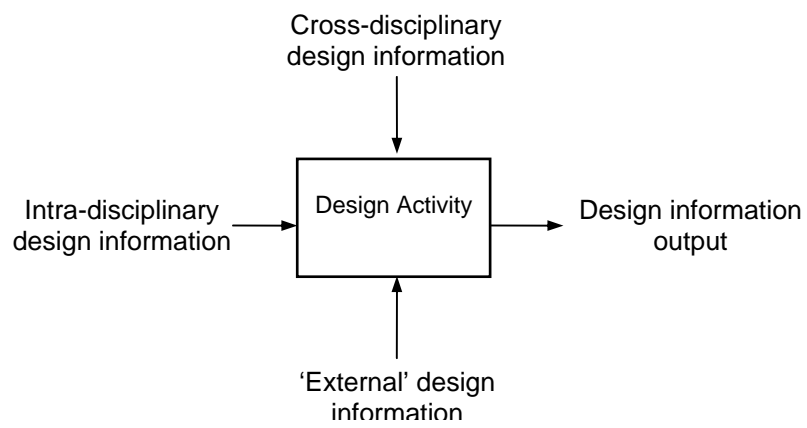 Cross-disciplinary
design information
Intra-disciplinary
design information
Design Activity
Design information
output
‘External’ design
information